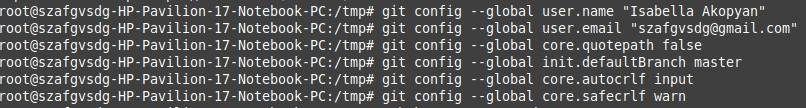 root@szafgvsdg-HP-Pavilion-17-Notebook-PC:/tmp# git config --global user.name "Isabella Akopyan"
root@szafgvsdg-HP-Pavilion-17-Notebook-PC:/tmp# git config --global user.email "szafgvsdg@gmail.com"
root@szafgvsdg-HP-Pavilion-17-Notebook-PC:/tmp# git config --global core.quotepath false
root@szafgvsdg-HP-Pavilion-17-Notebook-PC:/tmp# git config --global init.defaultBranch master
root@szafgvsdg-HP-Pavilion-17-Notebook-PC:/tmp# git config --global core.autocrlf input
root@szafgvsdg-HP-Pavilion-17-Notebook-PC:/tmp# git config --global core.safecrlf warn